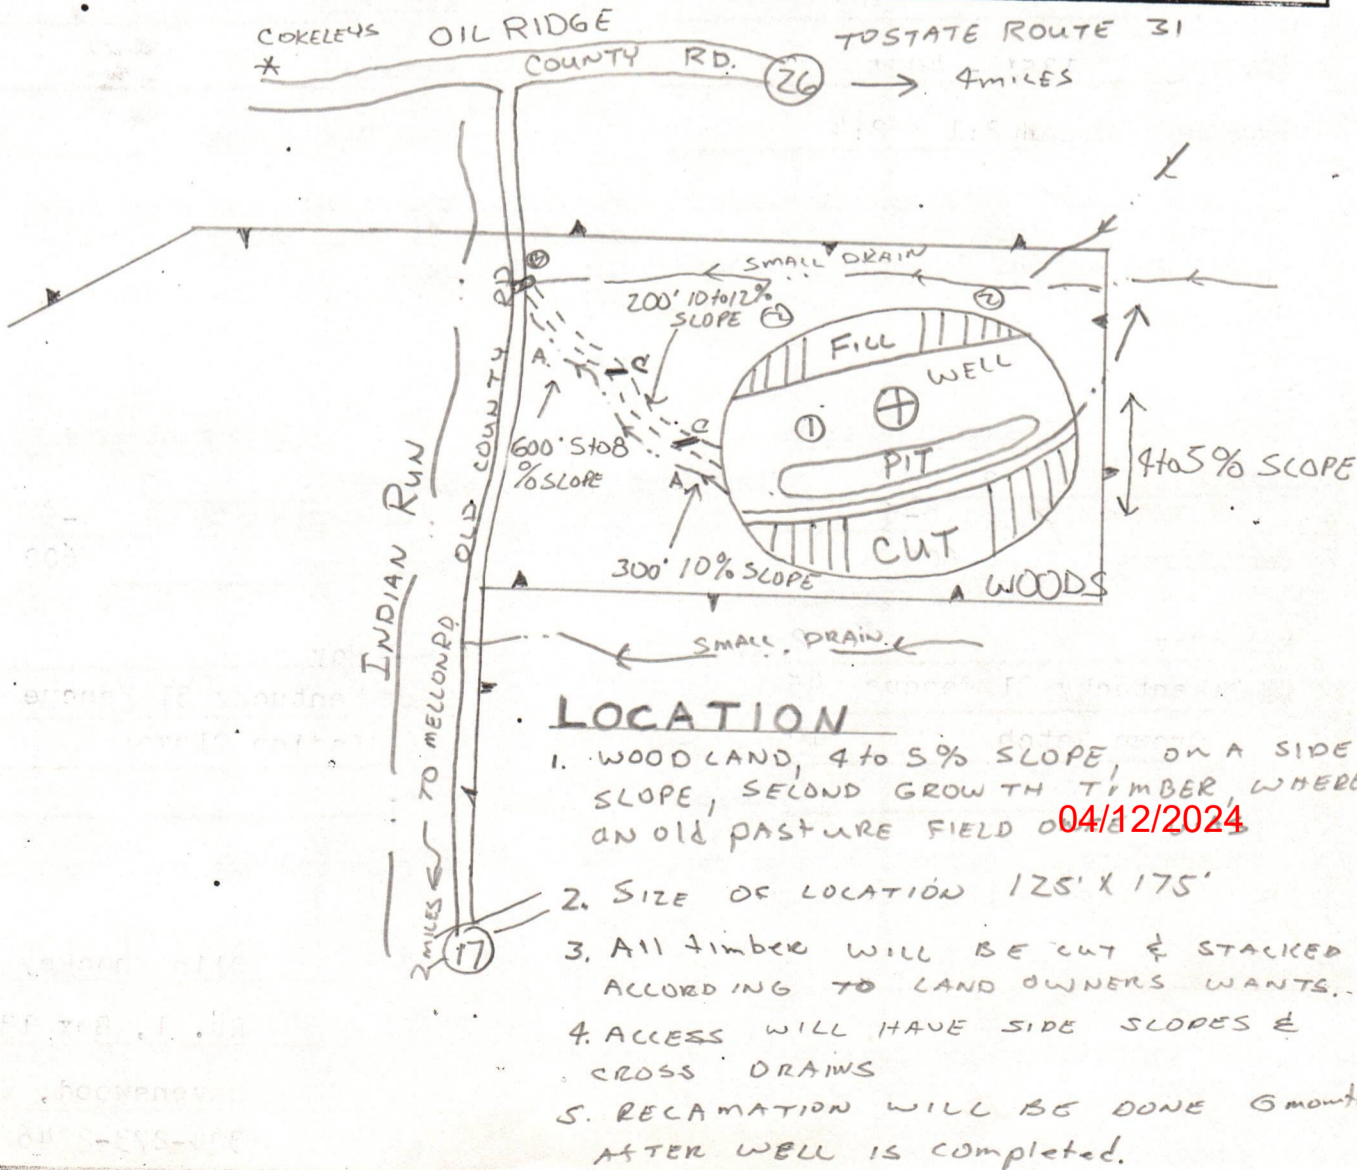 COKELEYS OIL RIDGE
*
COUNTY RD. 26
TO STATE ROUTE 31
→ 4 MILES
SMALL DRAIN
200' 10 to 12%
SLOPE
2
FILL
WELL
1
PIT
CUT
A
C
C
A
600' 5 to 8
% SLOPE
300' 10% SLOPE
4 to 5% SLOPE
WOODS
SMALL DRAIN
INDIAN RUN
OLD COUNTY RD
2 MILES ← TO MELLON RD
17
LOCATION
1. WOODLAND, 4 to 5% SLOPE, ON A SIDE
SLOPE, SECOND GROWTH TIMBER, WHERE
an old pasture FIELD
04/12/2024
2. SIZE OF LOCATION 125' X 175'
3. All timber WILL BE CUT & STACKED
ACCORDING TO LAND OWNERS WANTS.
4. ACCESS WILL HAVE SIDE SLOPES &
CROSS DRAINS
5. RECAMATION WILL BE DONE 6 mont
AFTER WELL IS completed.